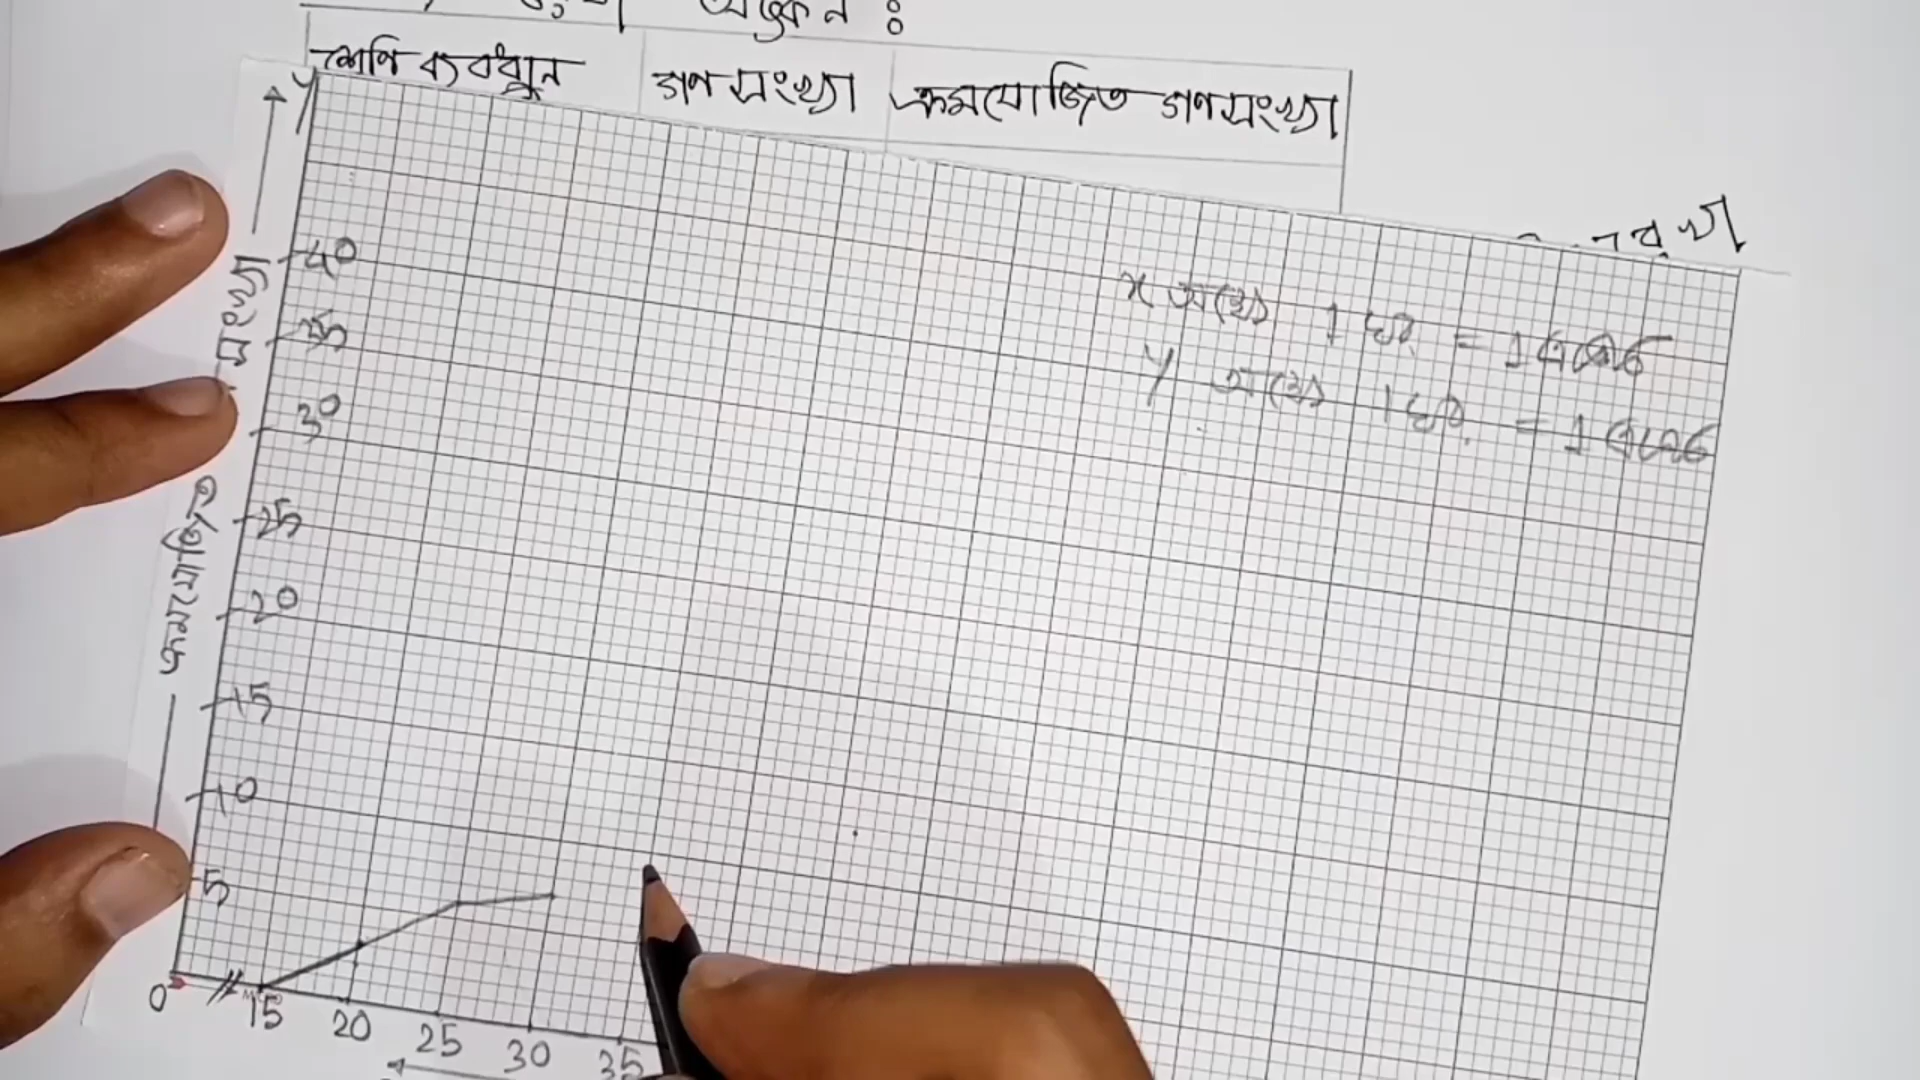 অঙ্কন :
শ্রেণি ব্যবধান গণসংখ্যা ক্রমযোজিত গণসংখ্যা
y
x অক্ষে 1 ঘর = 1 একক
y অক্ষে 1 ঘর = 1 একক
ক্রমযোজিত সংখ্যা
40
35
30
25
20
15
10
5
0 15 20 25 30 35